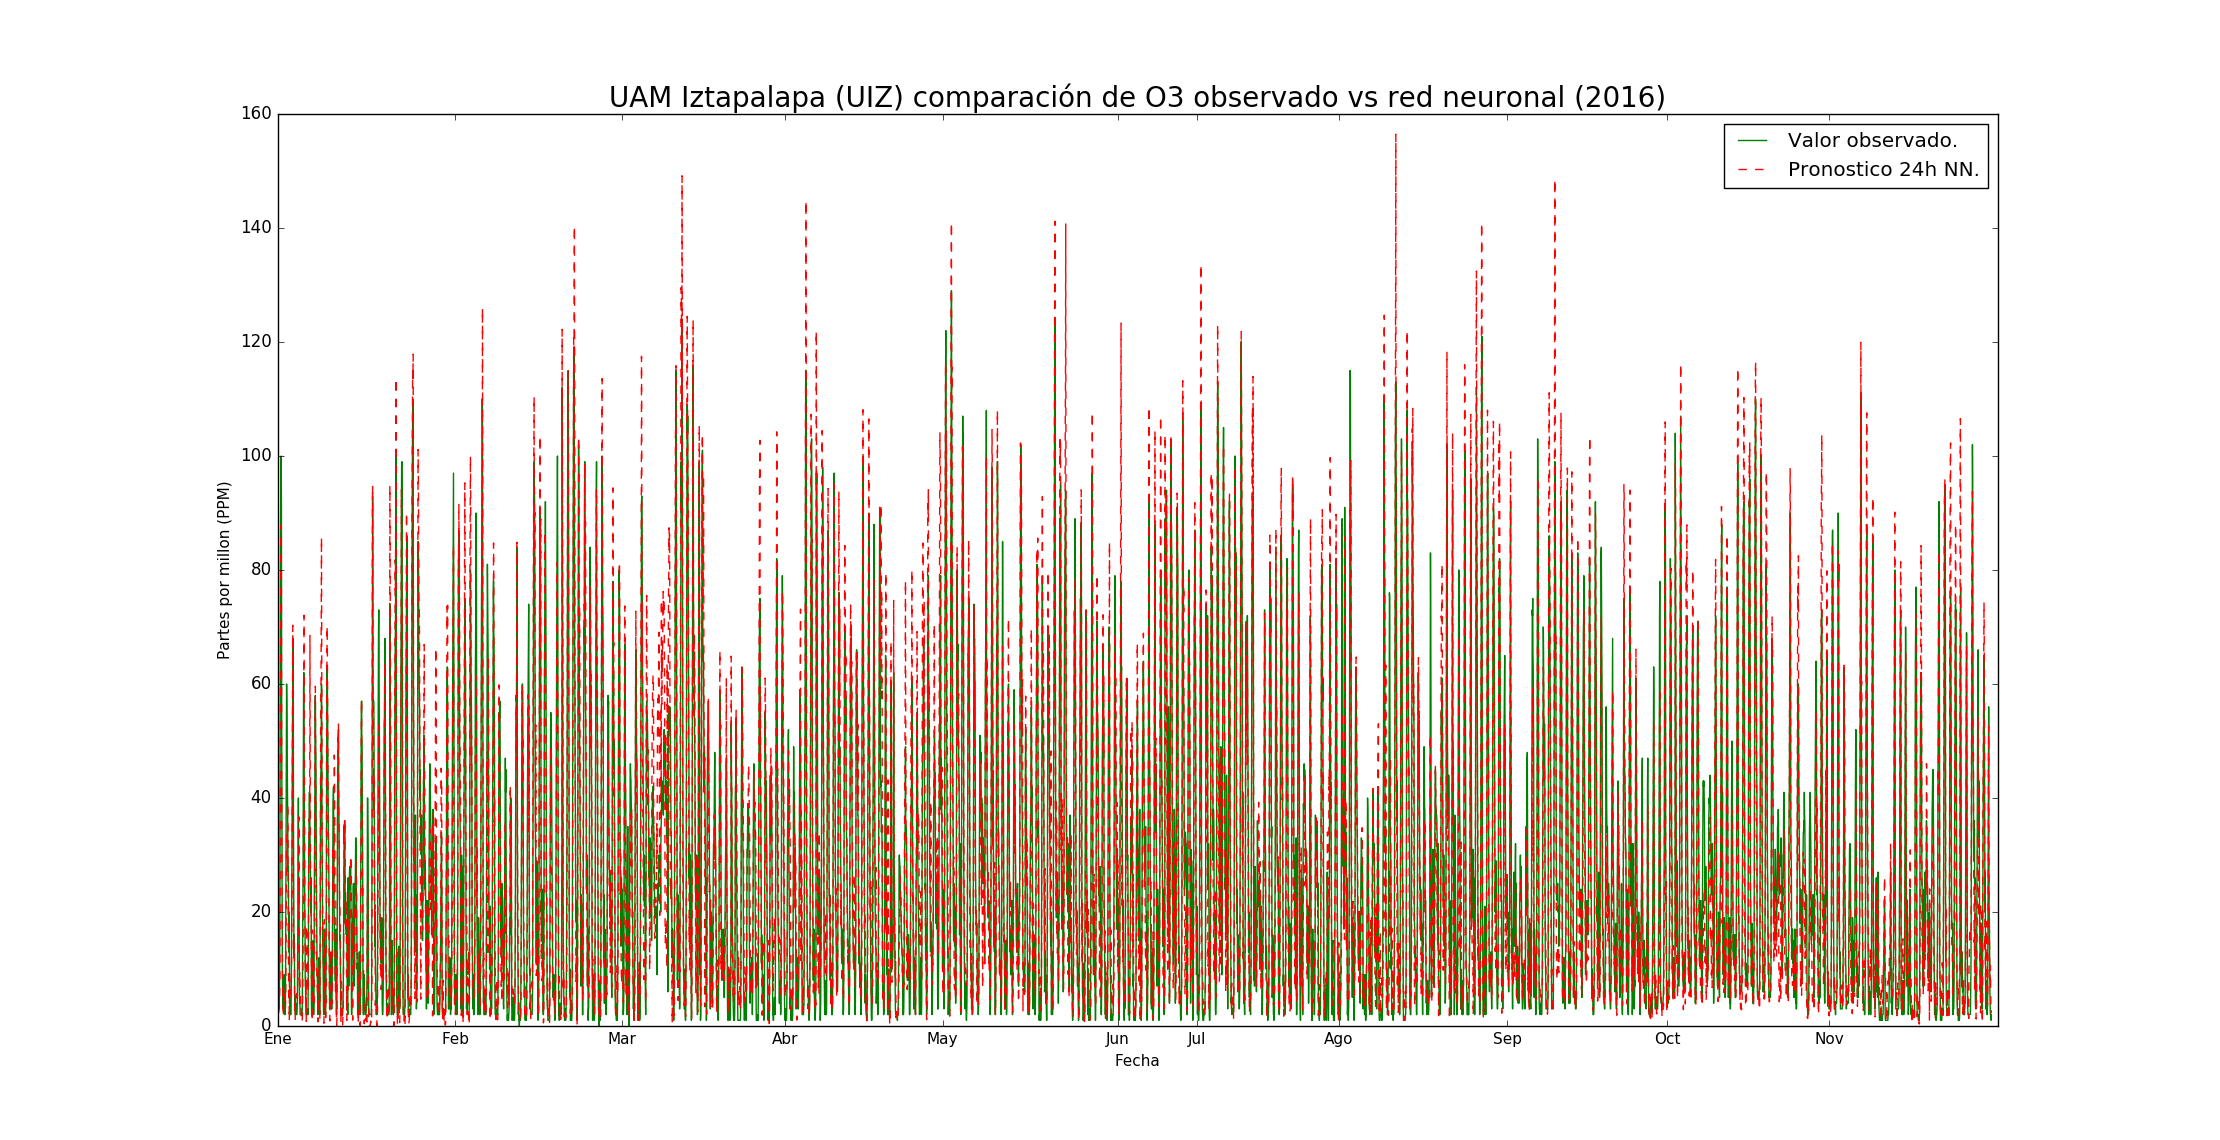 UAM Iztapalapa (UIZ) comparación de O3 observado vs red neuronal (2016)
160
140
120
100
80
60
40
20
0
Partes por millon (PPM)
Valor observado.
Pronostico 24h NN.
Ene Feb Mar Abr May Jun Jul Ago Sep Oct Nov
Fecha